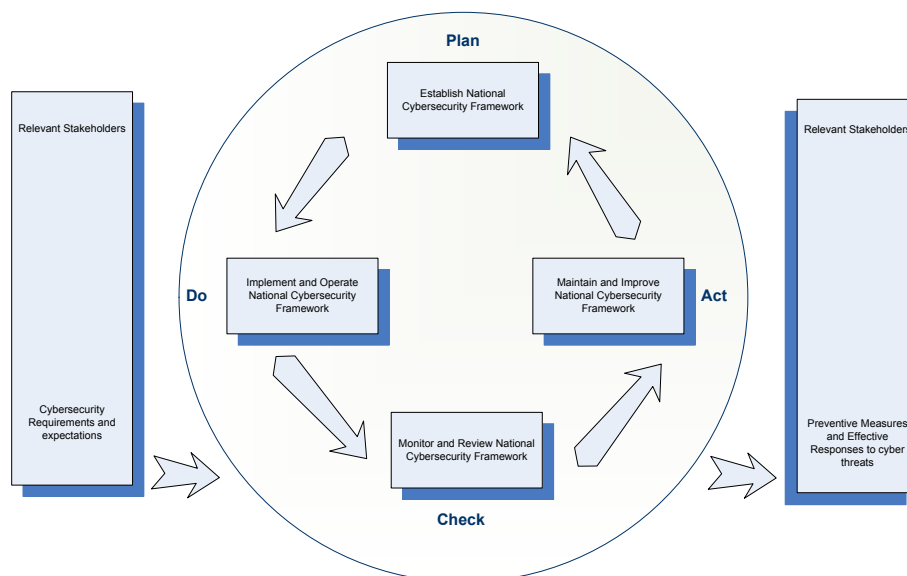 Plan
Establish National
Cybersecurity Framework
Relevant Stakeholders
Relevant Stakeholders
Do
Implement and Operate
National Cybersecurity
Framework
Maintain and Improve
National Cybersecurity
Framework
Act
Cybersecurity
Requirements and
expectations
Monitor and Review National
Cybersecurity Framework
Preventive Measures
and Effective
Responses to cyber
threats
Check